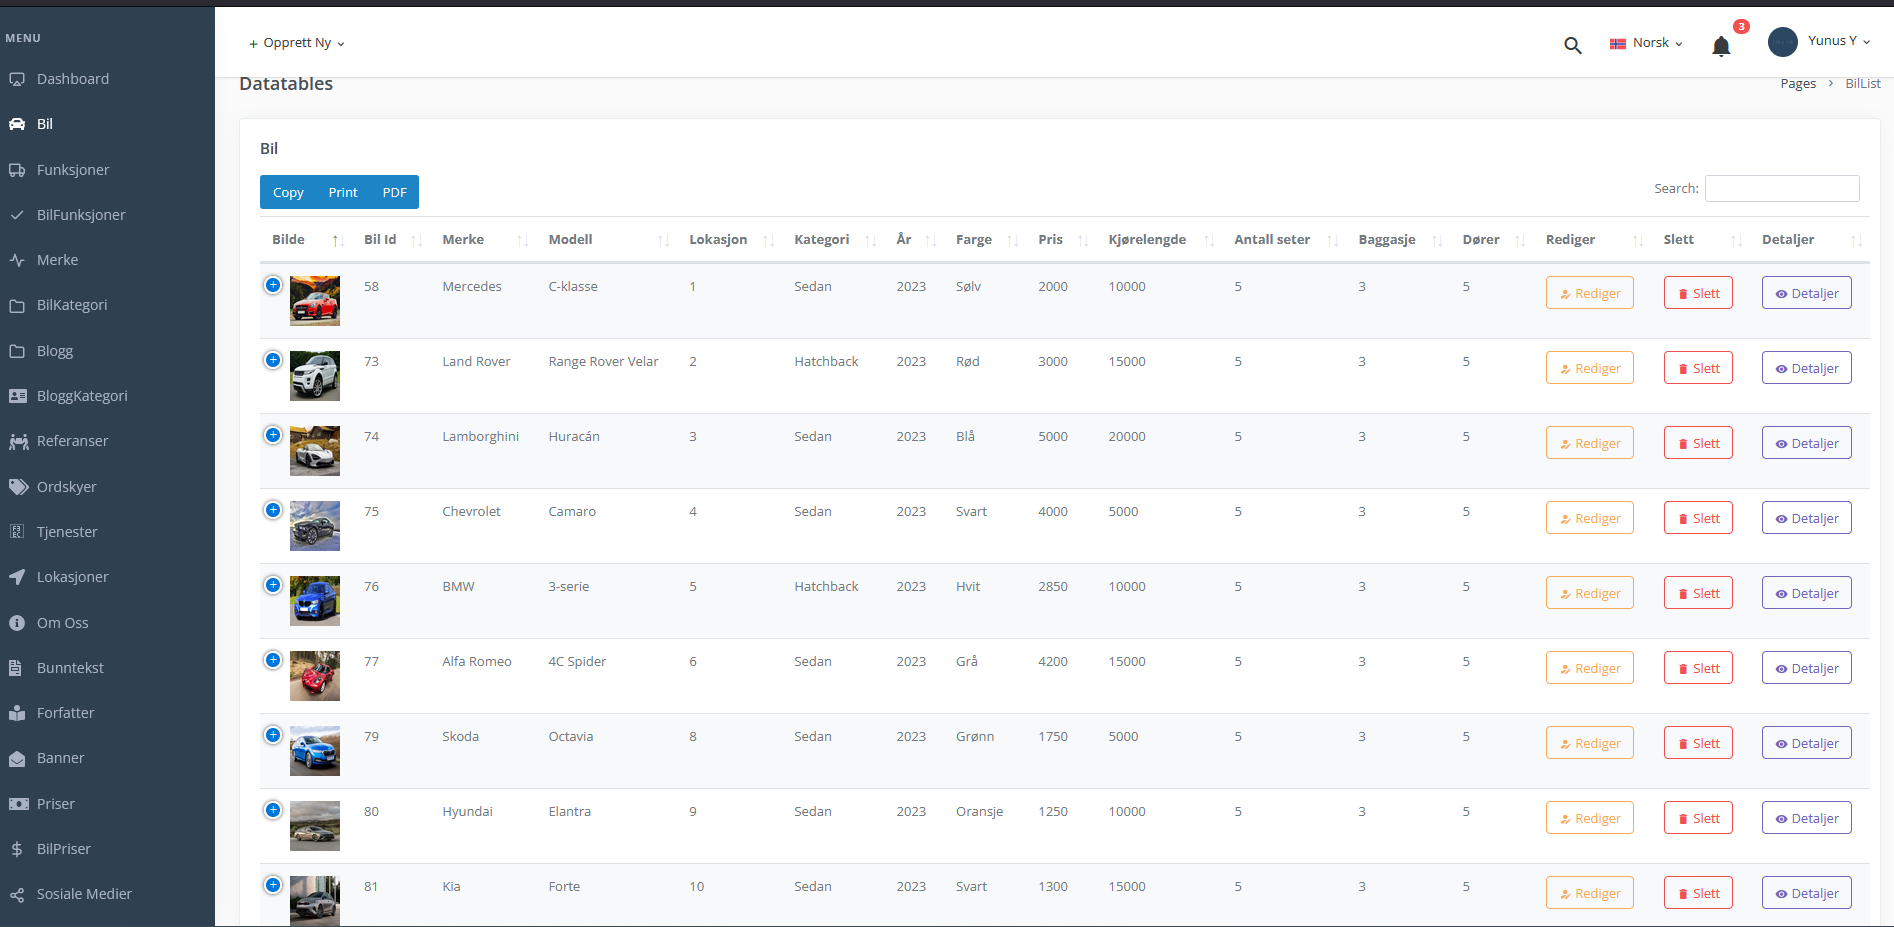 MENU
Dashboard
Bil
Funksjoner
BilFunksjoner
Merke
BilKategori
Blogg
BloggKategori
Referanser
Ordskyer
Tjenester
Lokasjoner
Om Oss
Bunntekst
Forfatter
Banner
Priser
BilPriser
Sosiale Medier
+ Opprett Ny
Norsk
3
Yunus Y
Datatables
Pages > BilList
Bil
Copy Print PDF
Search:
Bilde Bil Id Merke Modell Lokasjon Kategori År Farge Pris Kjørelengde Antall seter Baggasje Dører Rediger Slett Detaljer
58 Mercedes C-klasse 1 Sedan 2023 Sølv 2000 10000 5 3 5 Rediger Slett Detaljer
73 Land Rover Range Rover Velar 2 Hatchback 2023 Rød 3000 15000 5 3 5 Rediger Slett Detaljer
74 Lamborghini Huracán 3 Sedan 2023 Blå 5000 20000 5 3 5 Rediger Slett Detaljer
75 Chevrolet Camaro 4 Sedan 2023 Svart 4000 5000 5 3 5 Rediger Slett Detaljer
76 BMW 3-serie 5 Hatchback 2023 Hvit 2850 10000 5 3 5 Rediger Slett Detaljer
77 Alfa Romeo 4C Spider 6 Sedan 2023 Grå 4200 15000 5 3 5 Rediger Slett Detaljer
79 Skoda Octavia 8 Sedan 2023 Grønn 1750 5000 5 3 5 Rediger Slett Detaljer
80 Hyundai Elantra 9 Sedan 2023 Oransje 1250 10000 5 3 5 Rediger Slett Detaljer
81 Kia Forte 10 Sedan 2023 Svart 1300 15000 5 3 5 Rediger Slett Detaljer